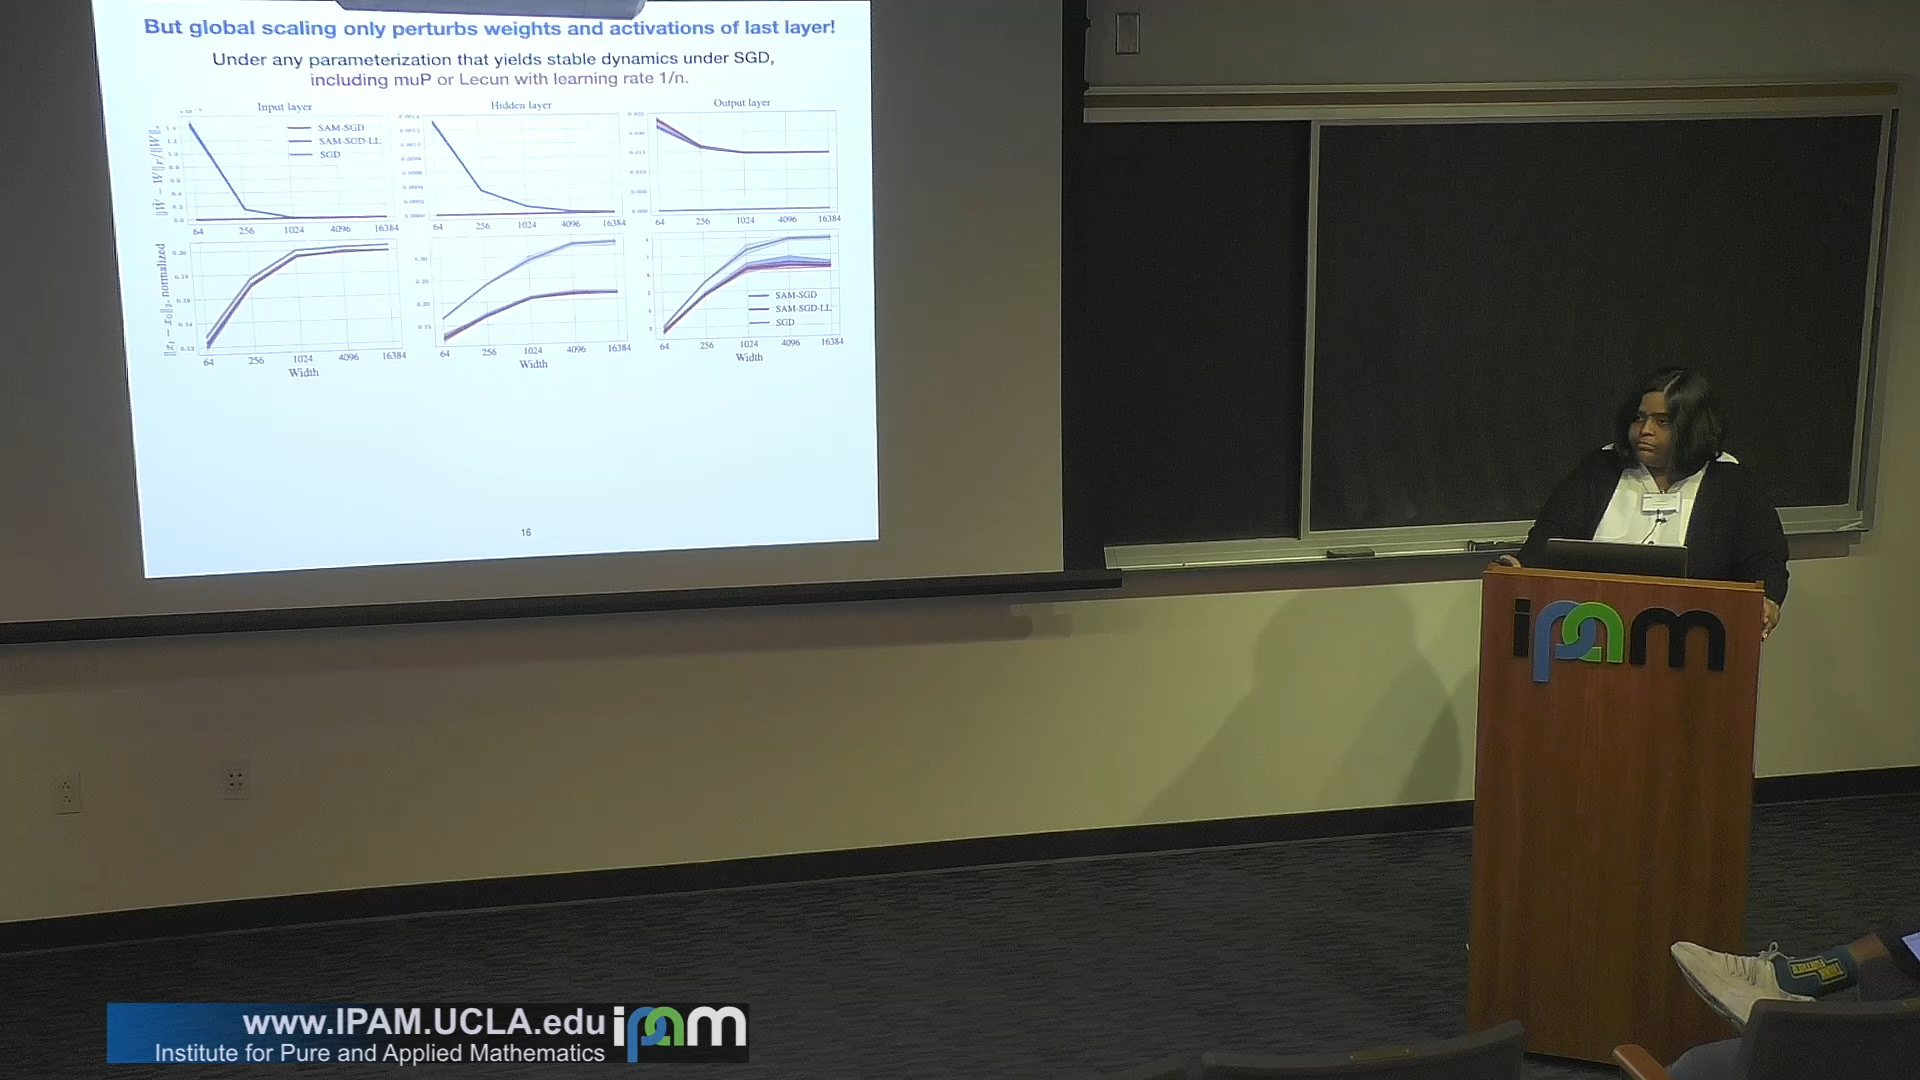 But global scaling only perturbs weights and activations of last layer!
Under any parameterization that yields stable dynamics under SGD,
including muP or Lecun with learning rate 1/n.
Input layer
Hidden layer
Output layer
SAM-SGD
SAM-SGD-LL
SGD
64 256 1024 4096 16384
64 256 1024 4096 16384
64 256 1024 4096 16384
normalized
SAM-SGD
SAM-SGD-LL
SGD
64 256 1024 4096 16384
64 256 1024 4096 16384
64 256 1024 4096 16384
Width
Width
Width
16
ipam
www.IPAM.UCLA.edu
Institute for Pure and Applied Mathematics
ipam